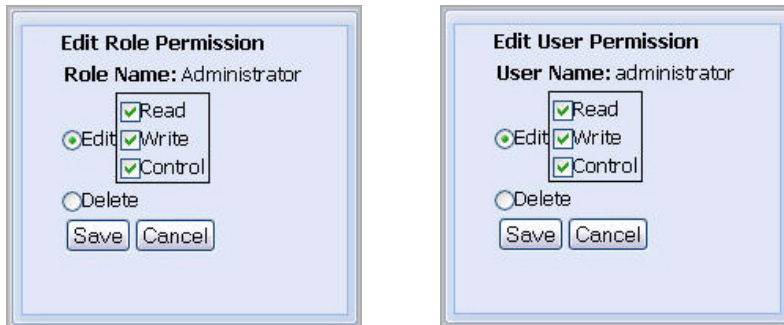 Edit Role Permission
Role Name: Administrator
Read
Edit Write
Control
Delete
Save Cancel
Edit User Permission
User Name: administrator
Read
Edit Write
Control
Delete
Save Cancel